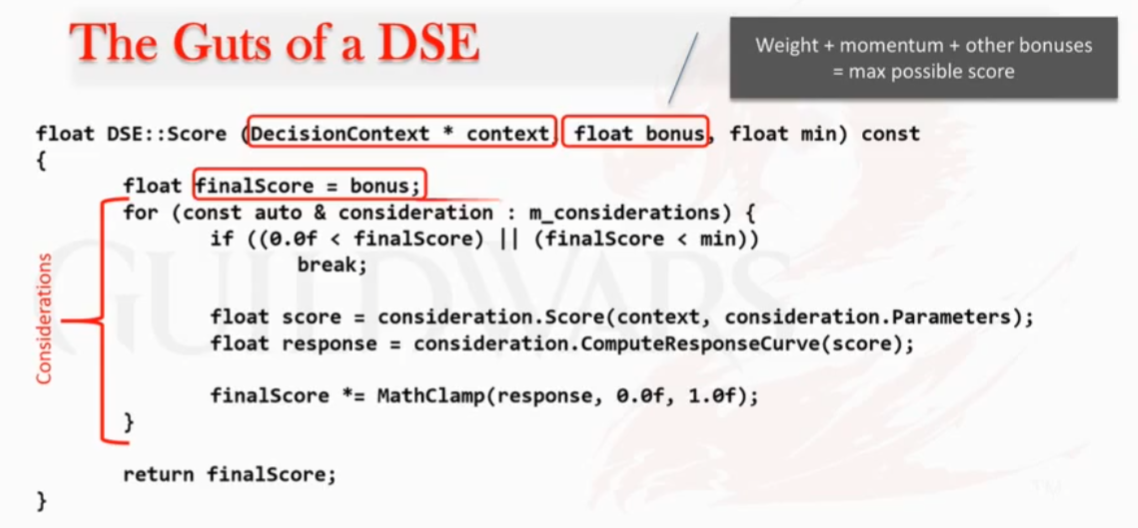 The Guts of a DSE
Weight + momentum + other bonuses
= max possible score
float DSE::Score (DecisionContext * context, float bonus, float min) const
{
float finalScore = bonus;
for (const auto & consideration : m_considerations) {
if ((0.0f < finalScore) || (finalScore < min))
break;
float score = consideration.Score(context, consideration.Parameters);
float response = consideration.ComputeResponseCurve(score);
finalScore *= MathClamp(response, 0.0f, 1.0f);
}
return finalScore;
}
Considerations
GUILDWARS
TM